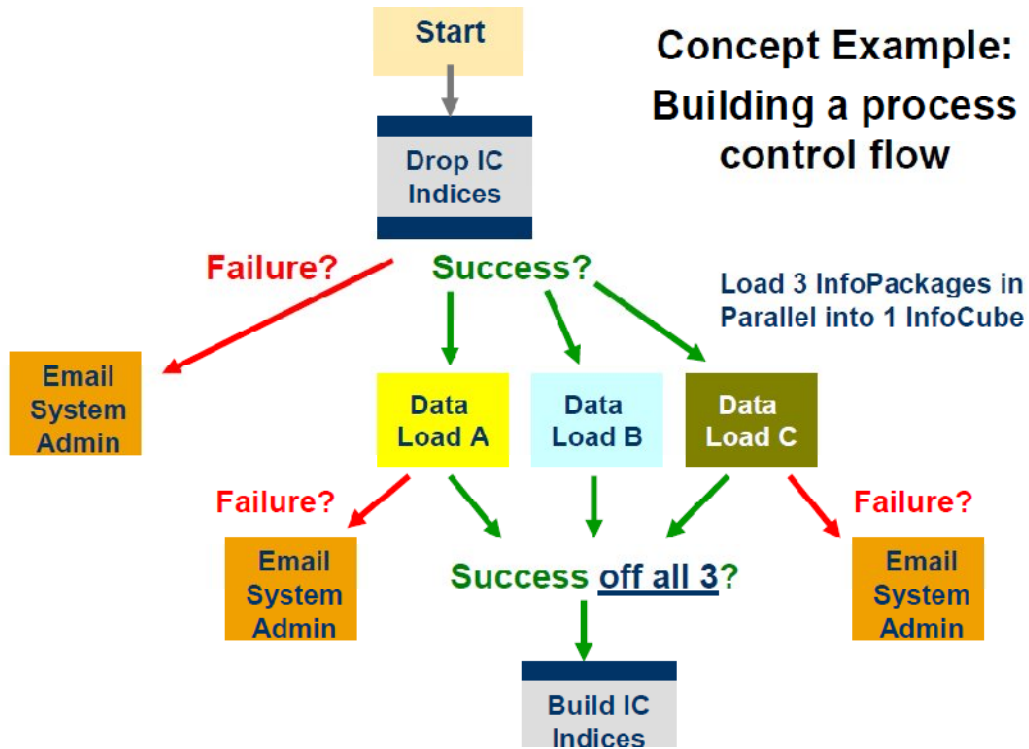 Start
Concept Example:
Building a process
control flow
Drop IC
Indices
Failure?
Success?
Load 3 InfoPackages in
Parallel into 1 InfoCube
Email
System
Admin
Data
Load A
Data
Load B
Data
Load C
Failure?
Failure?
Email
System
Admin
Success off all 3?
Email
System
Admin
Build IC
Indices